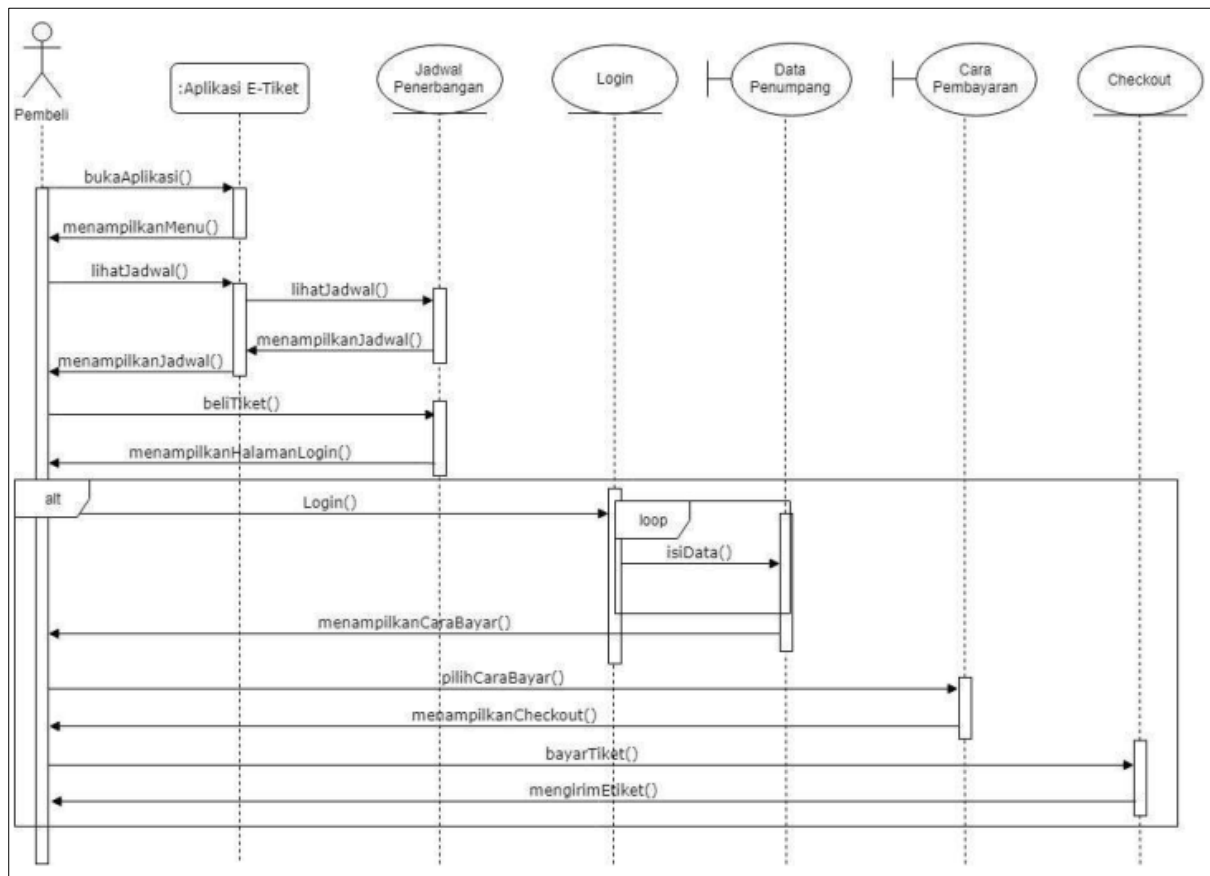 Pembeli
:Aplikasi E-Tiket
Jadwal
Penerbangan
Login
Data
Penumpang
Cara
Pembayaran
Checkout
bukaAplikasi()
menampilkanMenu()
lihatJadwal()
lihatJadwal()
menampilkanJadwal()
menampilkanJadwal()
beliTiket()
menampilkanHalamanLogin()
alt
Login()
loop
isiData()
menampilkanCaraBayar()
pilihCaraBayar()
menampilkanCheckout()
bayarTiket()
mengirimEtiket()